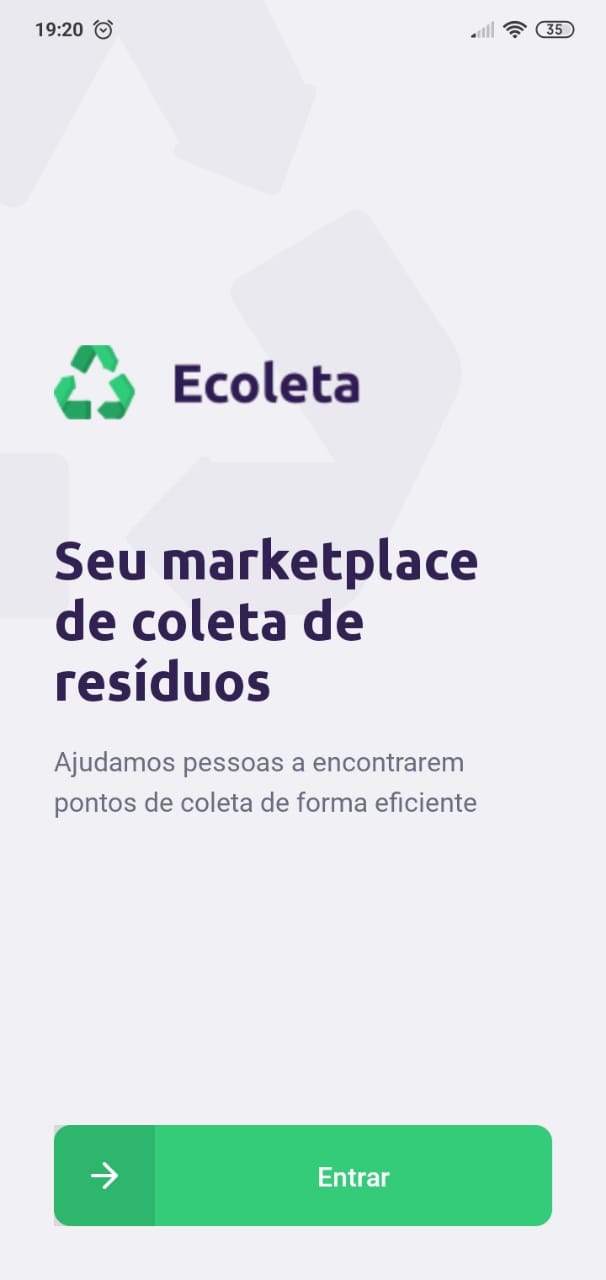 19:20 35
Ecoleta
Seu marketplace
de coleta de
resíduos
Ajudamos pessoas a encontrarem
pontos de coleta de forma eficiente
Entrar